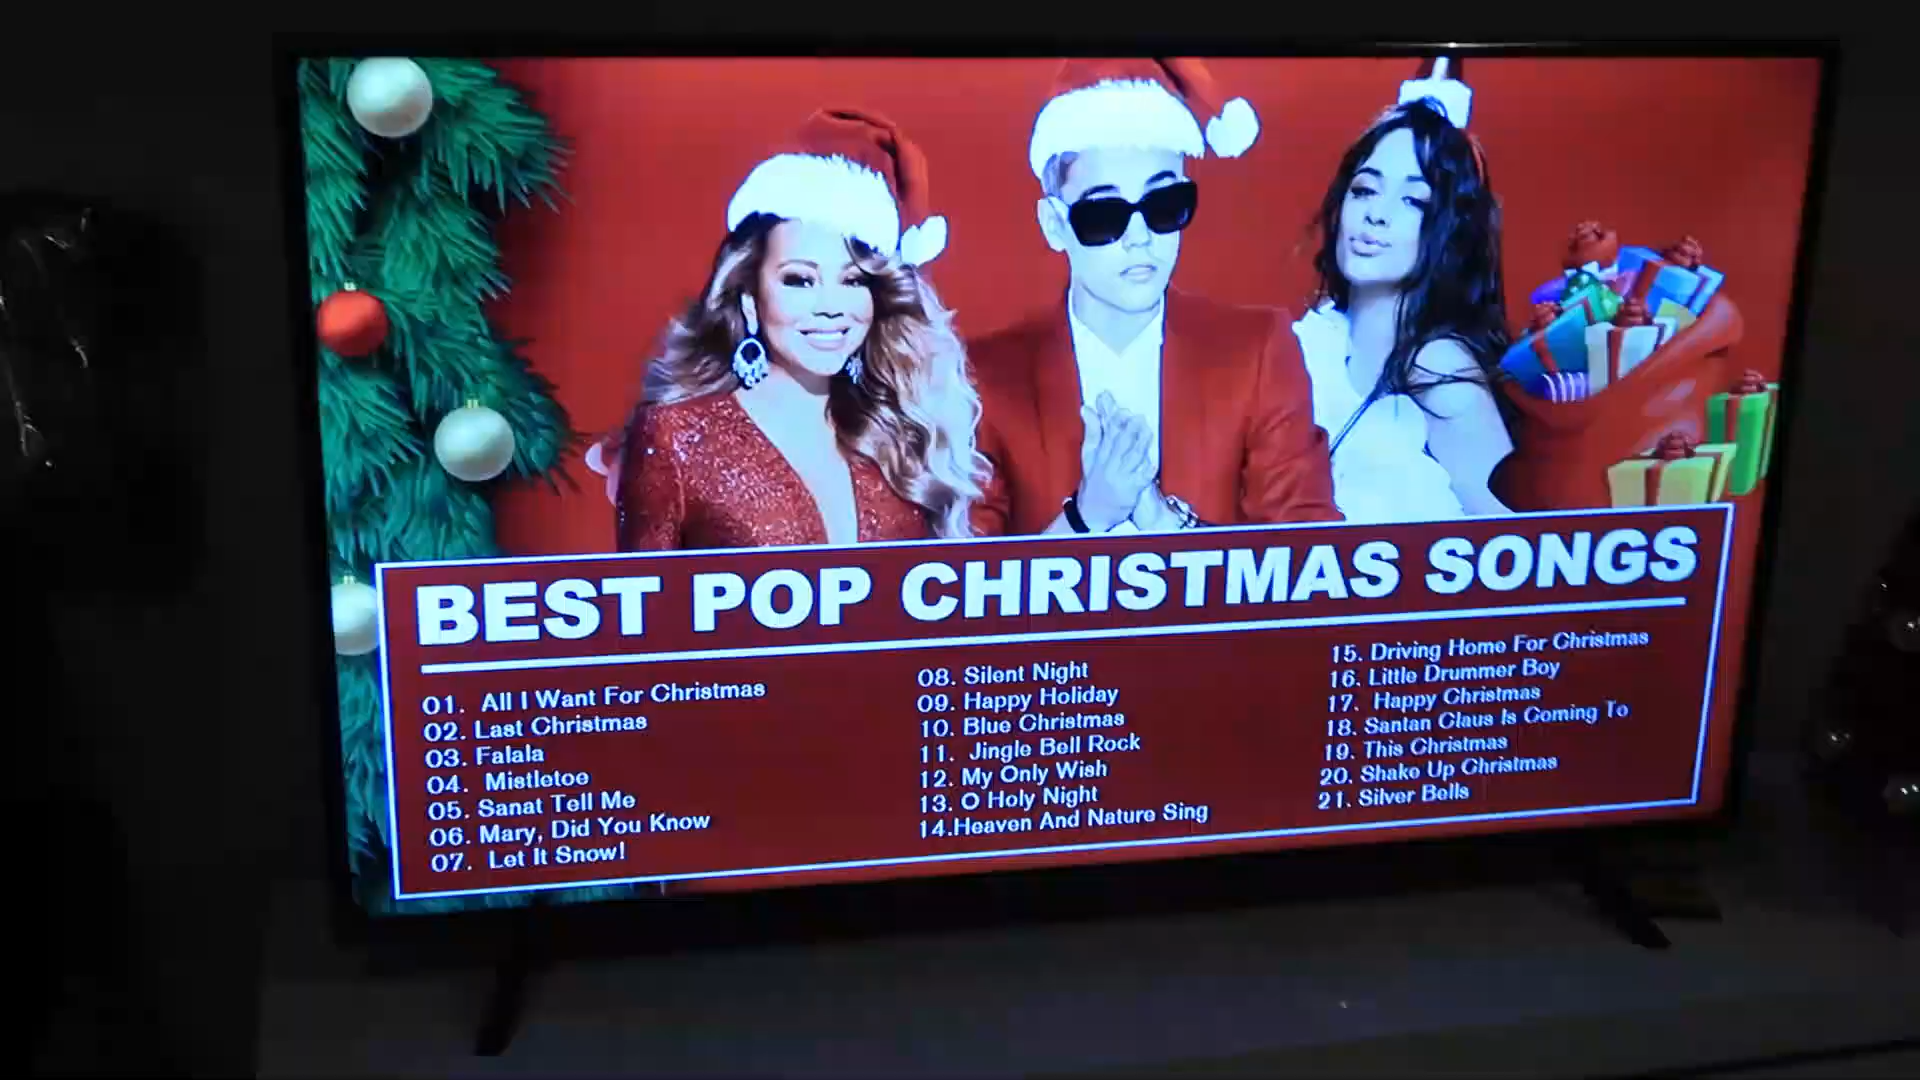 BEST POP CHRISTMAS SONGS
01. All I Want For Christmas
02. Last Christmas
03. Falala
04. Mistletoe
05. Sanat Tell Me
06. Mary, Did You Know
07. Let It Snow!
08. Silent Night
09. Happy Holiday
10. Blue Christmas
11. Jingle Bell Rock
12. My Only Wish
13. O Holy Night
14.Heaven And Nature Sing
15. Driving Home For Christmas
16. Little Drummer Boy
17. Happy Christmas
18. Santan Claus Is Coming To
19. This Christmas
20. Shake Up Christmas
21. Silver Bells